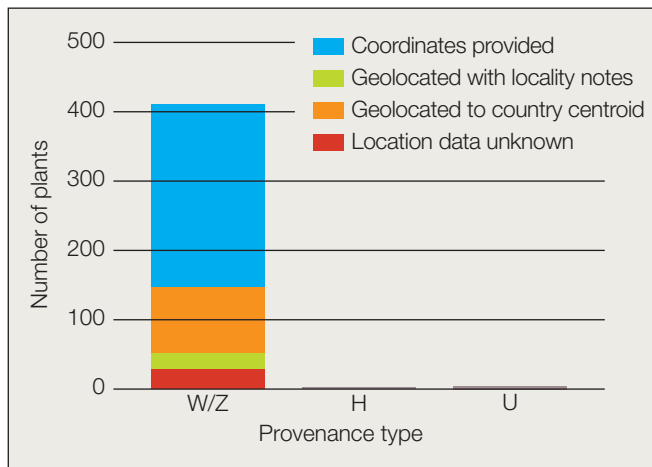 500
400
300
200
100
0
Number of plants
Coordinates provided
Geolocated with locality notes
Geolocated to country centroid
Location data unknown
W/Z H U
Provenance type